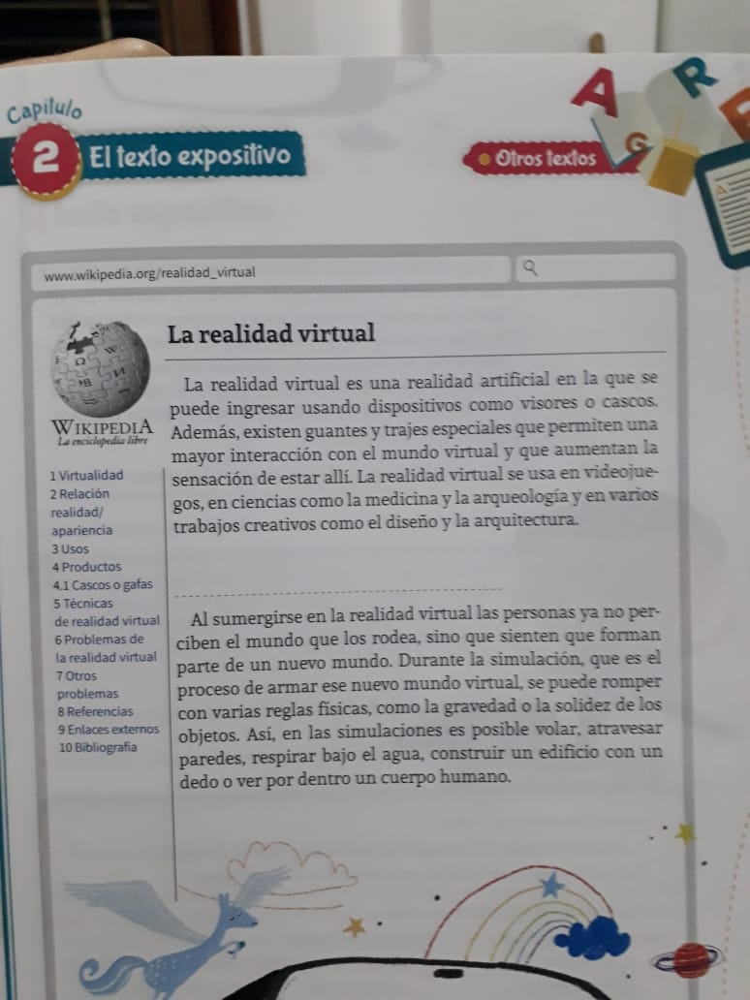 Capítulo
2 El texto expositivo
Otros textos
A R
G
www.wikipedia.org/realidad_virtual
WIKIPEDIA
La enciclopedia libre
1 Virtualidad
2 Relación
realidad/
apariencia
3 Usos
4 Productos
4.1 Cascos o gafas
5 Técnicas
de realidad virtual
6 Problemas de
la realidad virtual
7 Otros
problemas
8 Referencias
9 Enlaces externos
10 Bibliografía
La realidad virtual
La realidad virtual es una realidad artificial en la que se
puede ingresar usando dispositivos como visores o cascos.
Además, existen guantes y trajes especiales que permiten una
mayor interacción con el mundo virtual y que aumentan la
sensación de estar allí. La realidad virtual se usa en videojue-
gos, en ciencias como la medicina y la arqueología y en varios
trabajos creativos como el diseño y la arquitectura.
Al sumergirse en la realidad virtual las personas ya no per-
ciben el mundo que los rodea, sino que sienten que forman
parte de un nuevo mundo. Durante la simulación, que es el
proceso de armar ese nuevo mundo virtual, se puede romper
con varias reglas físicas, como la gravedad o la solidez de los
objetos. Así, en las simulaciones es posible volar, atravesar
paredes, respirar bajo el agua, construir un edificio con un
dedo o ver por dentro un cuerpo humano.